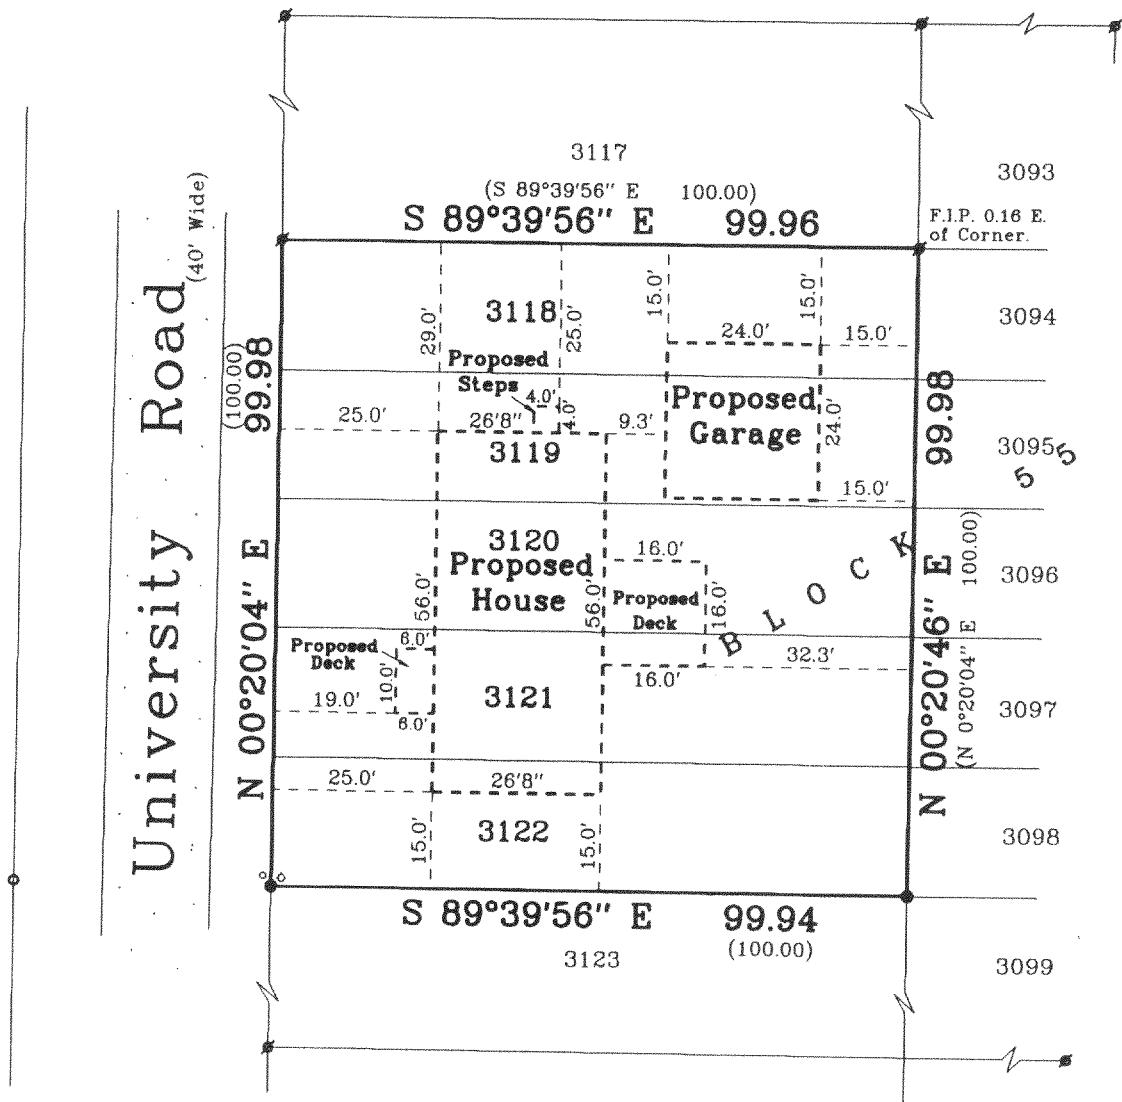 3117
3093
(S 89°39'56" E 100.00)
S 89°39'56" E 99.96
F.I.P. 0.16 E.
of Corner.
University Road
(40' Wide)
3118
29.0'
25.0'
15.0'
15.0'
24.0'
15.0'
3094
Proposed
Steps
4.0'
4.0'
(100.00)
99.98
25.0'
26'8"
9.3'
Proposed
Garage
24.0'
99.98
3095
3119
15.0'
BLOCK 55
3120
Proposed
House
56.0'
56.0'
16.0'
Proposed
Deck
16.0'
16.0'
32.3'
3096
N 00°20'04" E
N 00°20'46" E
(N 0°20'04" E 100.00)
Proposed
Deck
6.0'
10.0'
19.0'
6.0'
3121
3097
25.0'
26'8"
15.0'
3122
15.0'
3098
S 89°39'56" E 99.94
(100.00)
3123
3099